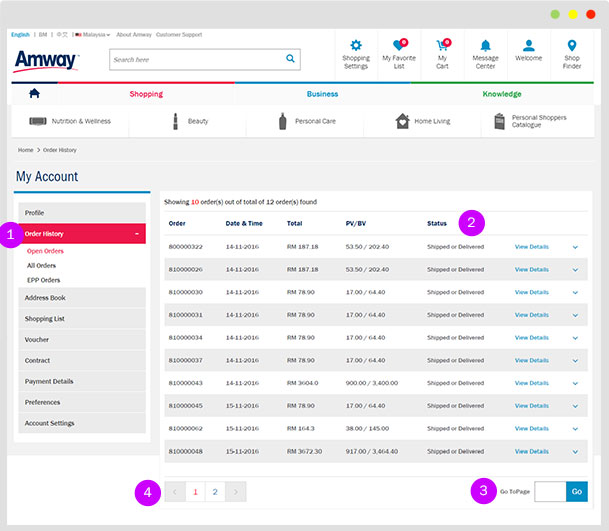 English | BM | 中文 | Malaysia About Amway Customer Support
Amway
Search here
Shopping Settings
My Favorite List
0
My Cart
0
Message Center
Welcome
Shop Finder
Shopping Business Knowledge
Nutrition & Wellness Beauty Personal Care Home Living Personal Shoppers Catalogue
Home > Order History
My Account
Profile
1 Order History -
Open Orders
All Orders
EPP Orders
Address Book
Shopping List
Voucher
Contract
Payment Details
Preferences
Account Settings
Showing 10 order(s) out of total of 12 order(s) found
Order Date & Time Total PV/BV Status 2
800000322 14-11-2016 RM 187.18 53.50 / 202.40 Shipped or Delivered View Details
810000026 14-11-2016 RM 187.18 53.50 / 202.40 Shipped or Delivered View Details
810000030 14-11-2016 RM 78.90 17.00 / 64.40 Shipped or Delivered View Details
810000031 14-11-2016 RM 78.90 17.00 / 64.40 Shipped or Delivered View Details
810000034 14-11-2016 RM 78.90 17.00 / 64.40 Shipped or Delivered View Details
810000037 14-11-2016 RM 78.90 17.00 / 64.40 Shipped or Delivered View Details
810000043 14-11-2016 RM 3604.0 900.00 / 3,400.00 Shipped or Delivered View Details
810000045 15-11-2016 RM 78.90 17.00 / 64.40 Shipped or Delivered View Details
810000062 15-11-2016 RM 164.3 38.00 / 145.00 Shipped or Delivered View Details
810000048 15-11-2016 RM 3672.30 917.00 / 3,464.40 Shipped or Delivered View Details
4 < 1 2 > 3 Go ToPage Go